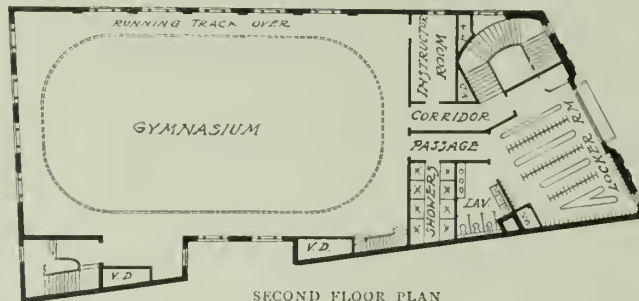 RUNNING TRACK OVER
INSTRUCTOR
ROOM
GYMNASIUM
CORRIDOR
PASSAGE
LOCKER RM
SHOWERS
LAV.
V.D.
V.D
SECOND FLOOR PLAN